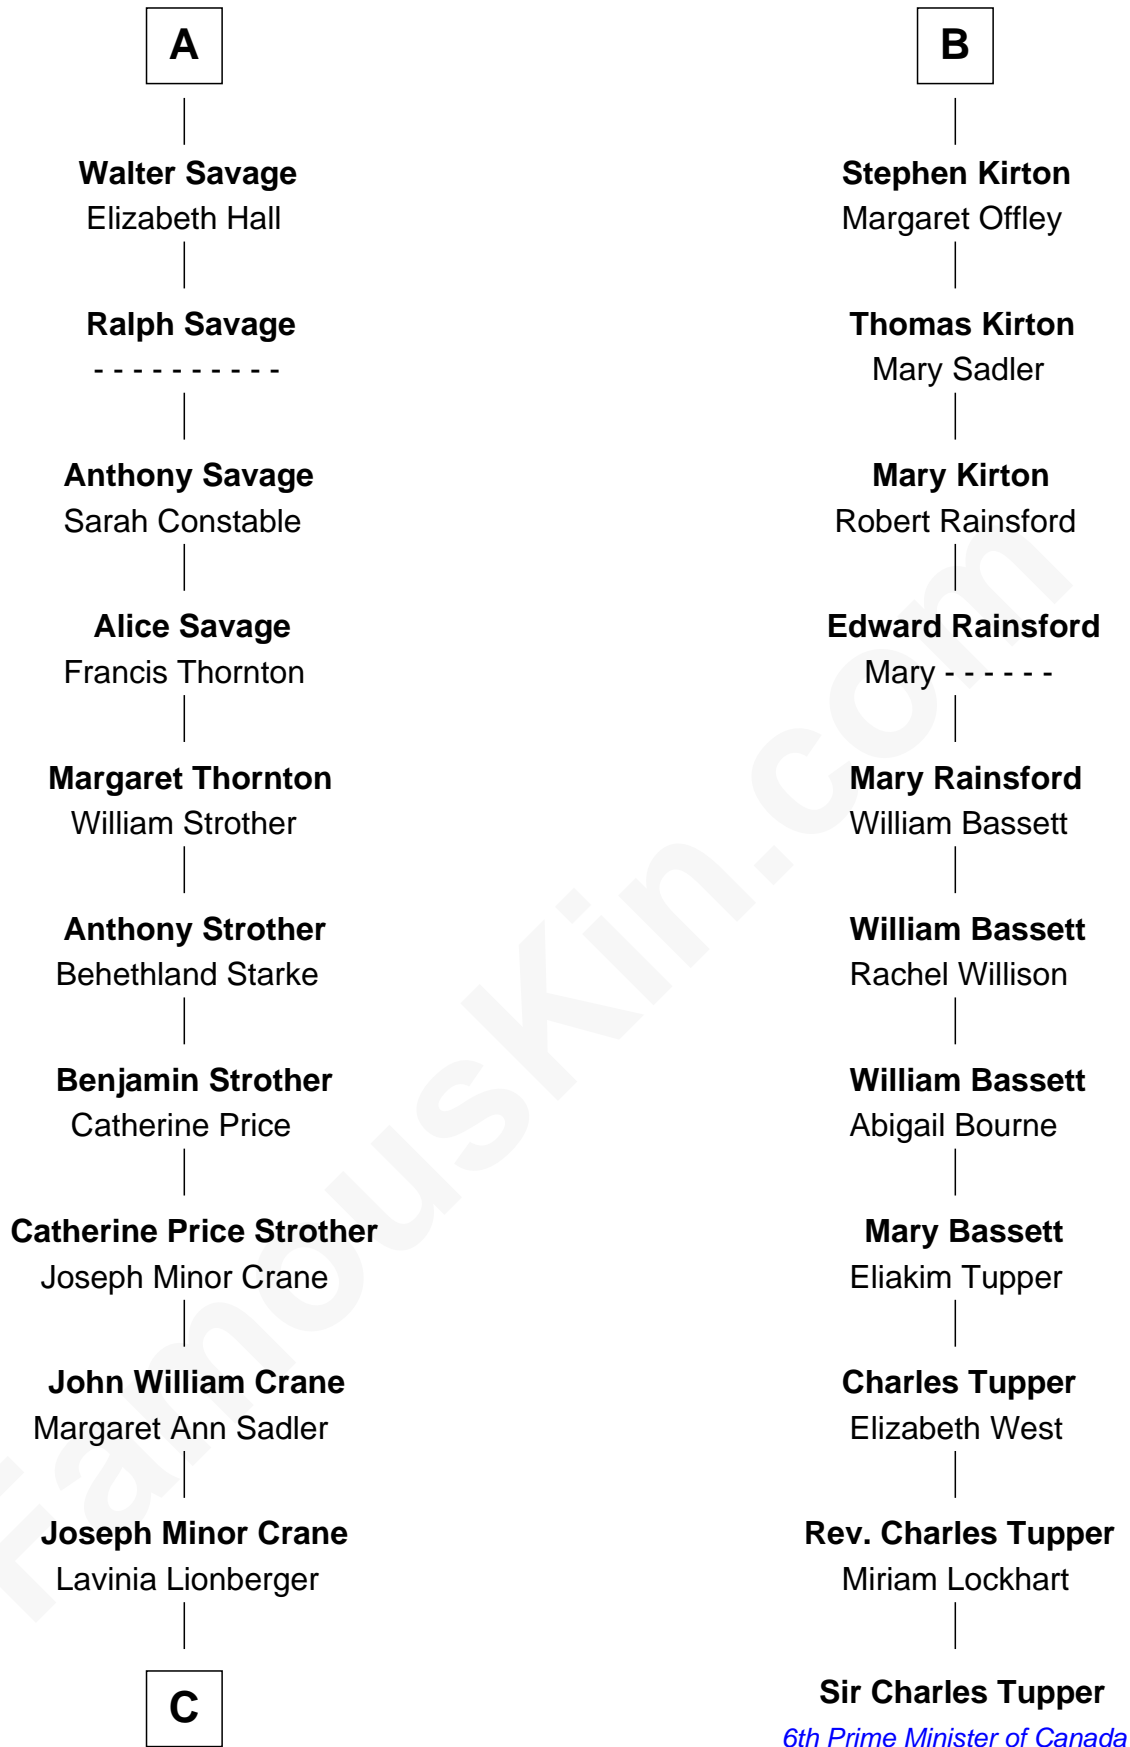 A
Walter Savage
Elizabeth Hall
Ralph Savage
- - - - - - - - - -
Anthony Savage
Sarah Constable
Alice Savage
Francis Thornton
Margaret Thornton
William Strother
Anthony Strother
Behethland Starke
Benjamin Strother
Catherine Price
Catherine Price Strother
Joseph Minor Crane
John William Crane
Margaret Ann Sadler
Joseph Minor Crane
Lavinia Lionberger
C
B
Stephen Kirton
Margaret Offley
Thomas Kirton
Mary Sadler
Mary Kirton
Robert Rainsford
Edward Rainsford
Mary - - - - - -
Mary Rainsford
William Bassett
William Bassett
Rachel Willison
William Bassett
Abigail Bourne
Mary Bassett
Eliakim Tupper
Charles Tupper
Elizabeth West
Rev. Charles Tupper
Miriam Lockhart
Sir Charles Tupper
6th Prime Minister of Canada
FamousKin.com